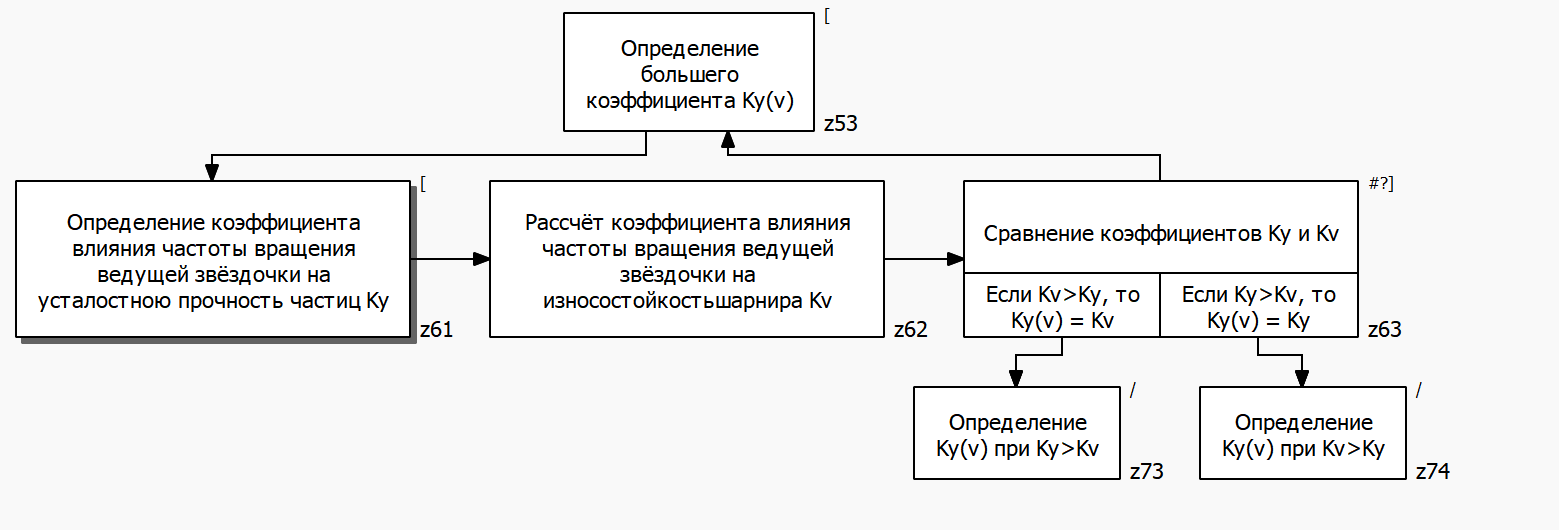 [
Определение
большего
коэффициента Ky(v)
z53
[
Определение коэффициента
влияния частоты вращения
ведущей звёздочки на
усталостною прочность частиц Ky
z61
Рассчёт коэффициента влияния
частоты вращения ведущей
звёздочки на
износостойкостьшарнира Kv
z62
#?]
Сравнение коэффициентов Ky и Kv
Если Kv>Ky, то
Ky(v) = Kv
Если Ky>Kv, то
Ky(v) = Ky
z63
/
Определение
Ky(v) при Ky>Kv
z73
/
Определение
Ky(v) при Kv>Ky
z74